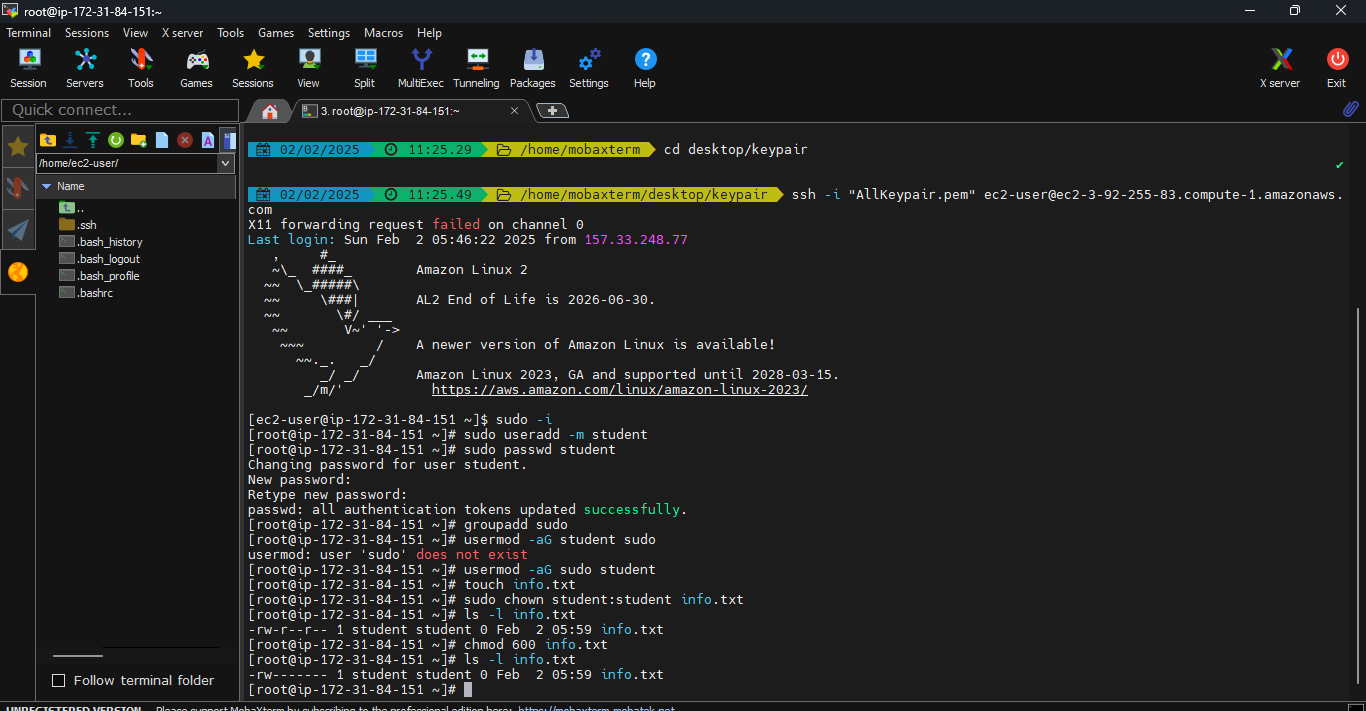 root@ip-172-31-84-151:~
Terminal Sessions View X server Tools Games Settings Macros Help
Session Servers Tools Games Sessions View Split MultiExec Tunneling Packages Settings Help X server Exit
Quick connect...
3. root@ip-172-31-84-151:~
/home/ec2-user/
Name
..
.ssh
.bash_history
.bash_logout
.bash_profile
.bashrc
Follow terminal folder
02/02/2025 11:25.29 /home/mobaxterm cd desktop/keypair
02/02/2025 11:25.49 /home/mobaxterm/desktop/keypair ssh -i "AllKeypair.pem" ec2-user@ec2-3-92-255-83.compute-1.amazonaws.
com
X11 forwarding request failed on channel 0
Last login: Sun Feb  2 05:46:22 2025 from 157.33.248.77
   ,     #_
   ~\_  ####_        Amazon Linux 2
  ~~  \_#####\
  ~~     \###|       AL2 End of Life is 2026-06-30.
  ~~       \#/ ___
   ~~       V~' '->
    ~~~         /    A newer version of Amazon Linux is available!
      ~~._.   _/
         _/ _/       Amazon Linux 2023, GA and supported until 2028-03-15.
       _/m/'           https://aws.amazon.com/linux/amazon-linux-2023/
[ec2-user@ip-172-31-84-151 ~]$ sudo -i
[root@ip-172-31-84-151 ~]# sudo useradd -m student
[root@ip-172-31-84-151 ~]# sudo passwd student
Changing password for user student.
New password:
Retype new password:
passwd: all authentication tokens updated successfully.
[root@ip-172-31-84-151 ~]# groupadd sudo
[root@ip-172-31-84-151 ~]# usermod -aG student sudo
usermod: user 'sudo' does not exist
[root@ip-172-31-84-151 ~]# usermod -aG sudo student
[root@ip-172-31-84-151 ~]# touch info.txt
[root@ip-172-31-84-151 ~]# sudo chown student:student info.txt
[root@ip-172-31-84-151 ~]# ls -l info.txt
-rw-r--r-- 1 student student 0 Feb  2 05:59 info.txt
[root@ip-172-31-84-151 ~]# chmod 600 info.txt
[root@ip-172-31-84-151 ~]# ls -l info.txt
-rw------- 1 student student 0 Feb  2 05:59 info.txt
[root@ip-172-31-84-151 ~]#
UNREGISTERED VERSION - Please support MobaXterm by subscribing to the professional edition here: https://mobaxterm.mobatek.net